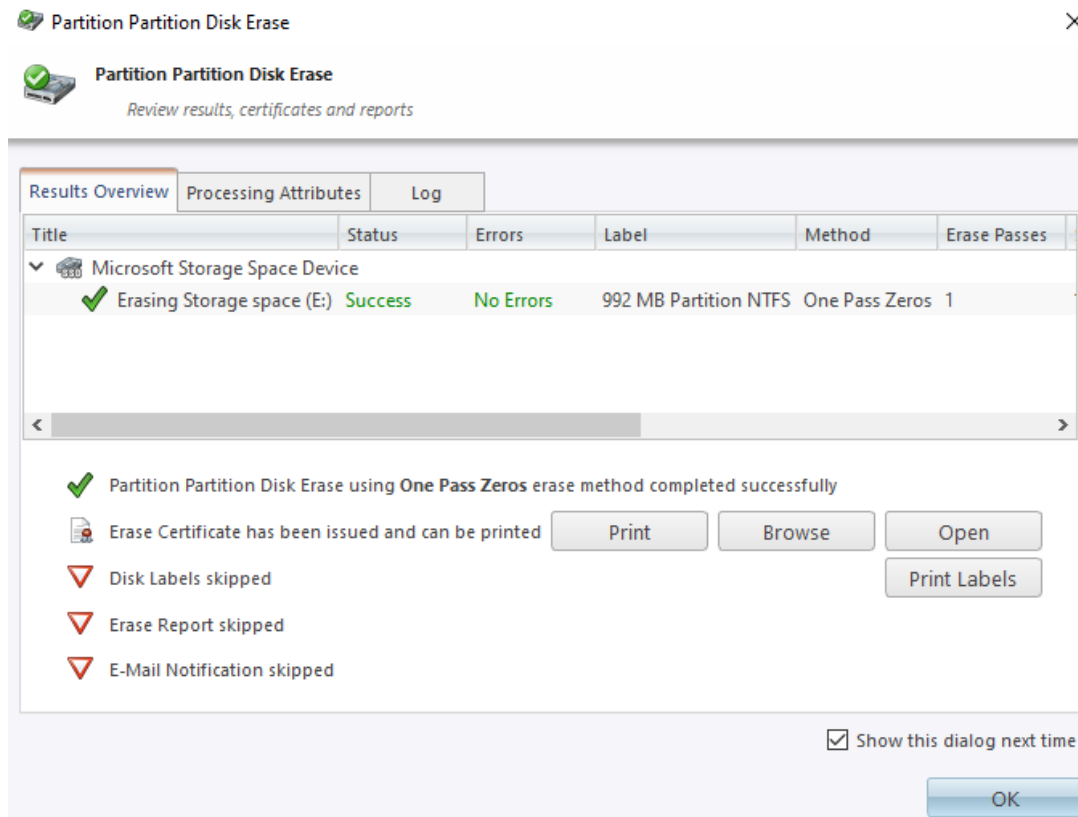 Partition Partition Disk Erase
Partition Partition Disk Erase
Review results, certificates and reports
Results Overview Processing Attributes Log
Title Status Errors Label Method Erase Passes
Microsoft Storage Space Device
Erasing Storage space (E:) Success No Errors 992 MB Partition NTFS One Pass Zeros 1
Partition Partition Disk Erase using One Pass Zeros erase method completed successfully
Erase Certificate has been issued and can be printed Print Browse Open
Disk Labels skipped Print Labels
Erase Report skipped
E-Mail Notification skipped
Show this dialog next time
OK